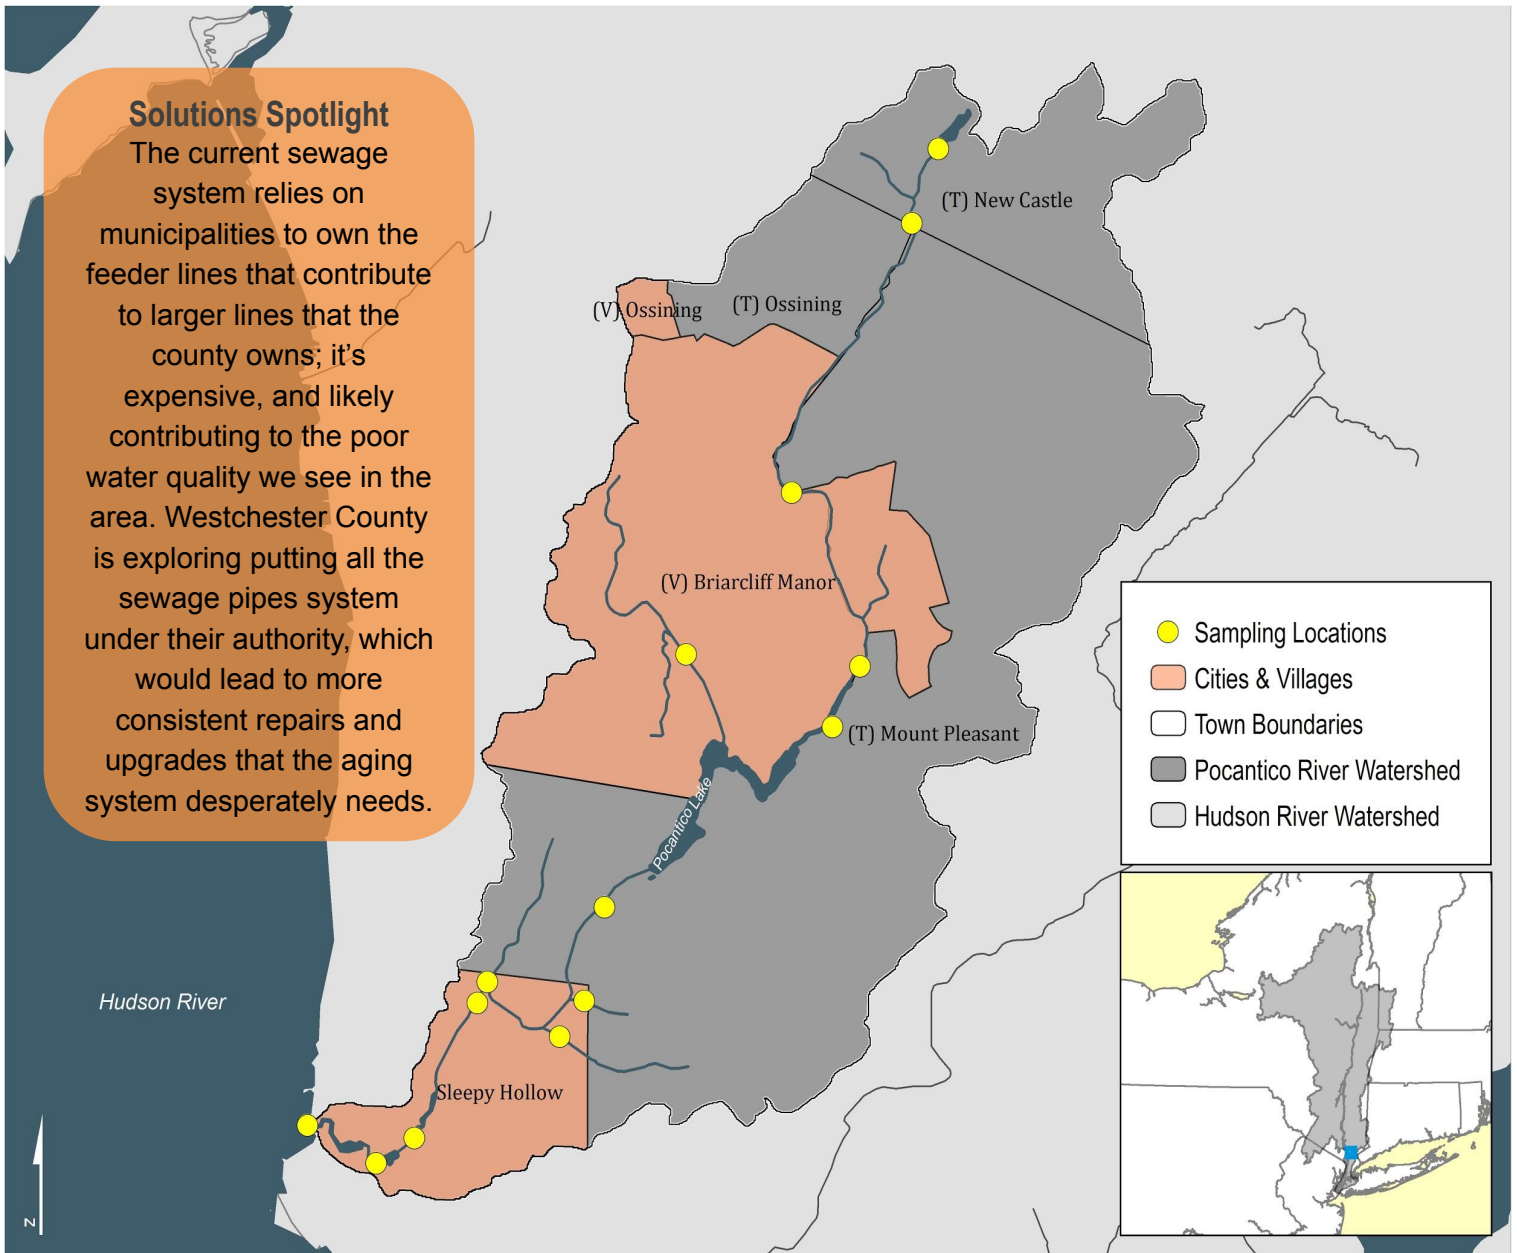 Solutions Spotlight
The current sewage
system relies on
municipalities to own the
feeder lines that contribute
to larger lines that the
county owns; it's
expensive, and likely
contributing to the poor
water quality we see in the
area. Westchester County
is exploring putting all the
sewage pipes system
under their authority, which
would lead to more
consistent repairs and
upgrades that the aging
system desperately needs.
(T) New Castle
(V) Ossining
(T) Ossining
(V) Briarcliff Manor
(T) Mount Pleasant
Pocantico Lake
Hudson River
Sleepy Hollow
Sampling Locations
Cities & Villages
Town Boundaries
Pocantico River Watershed
Hudson River Watershed
N